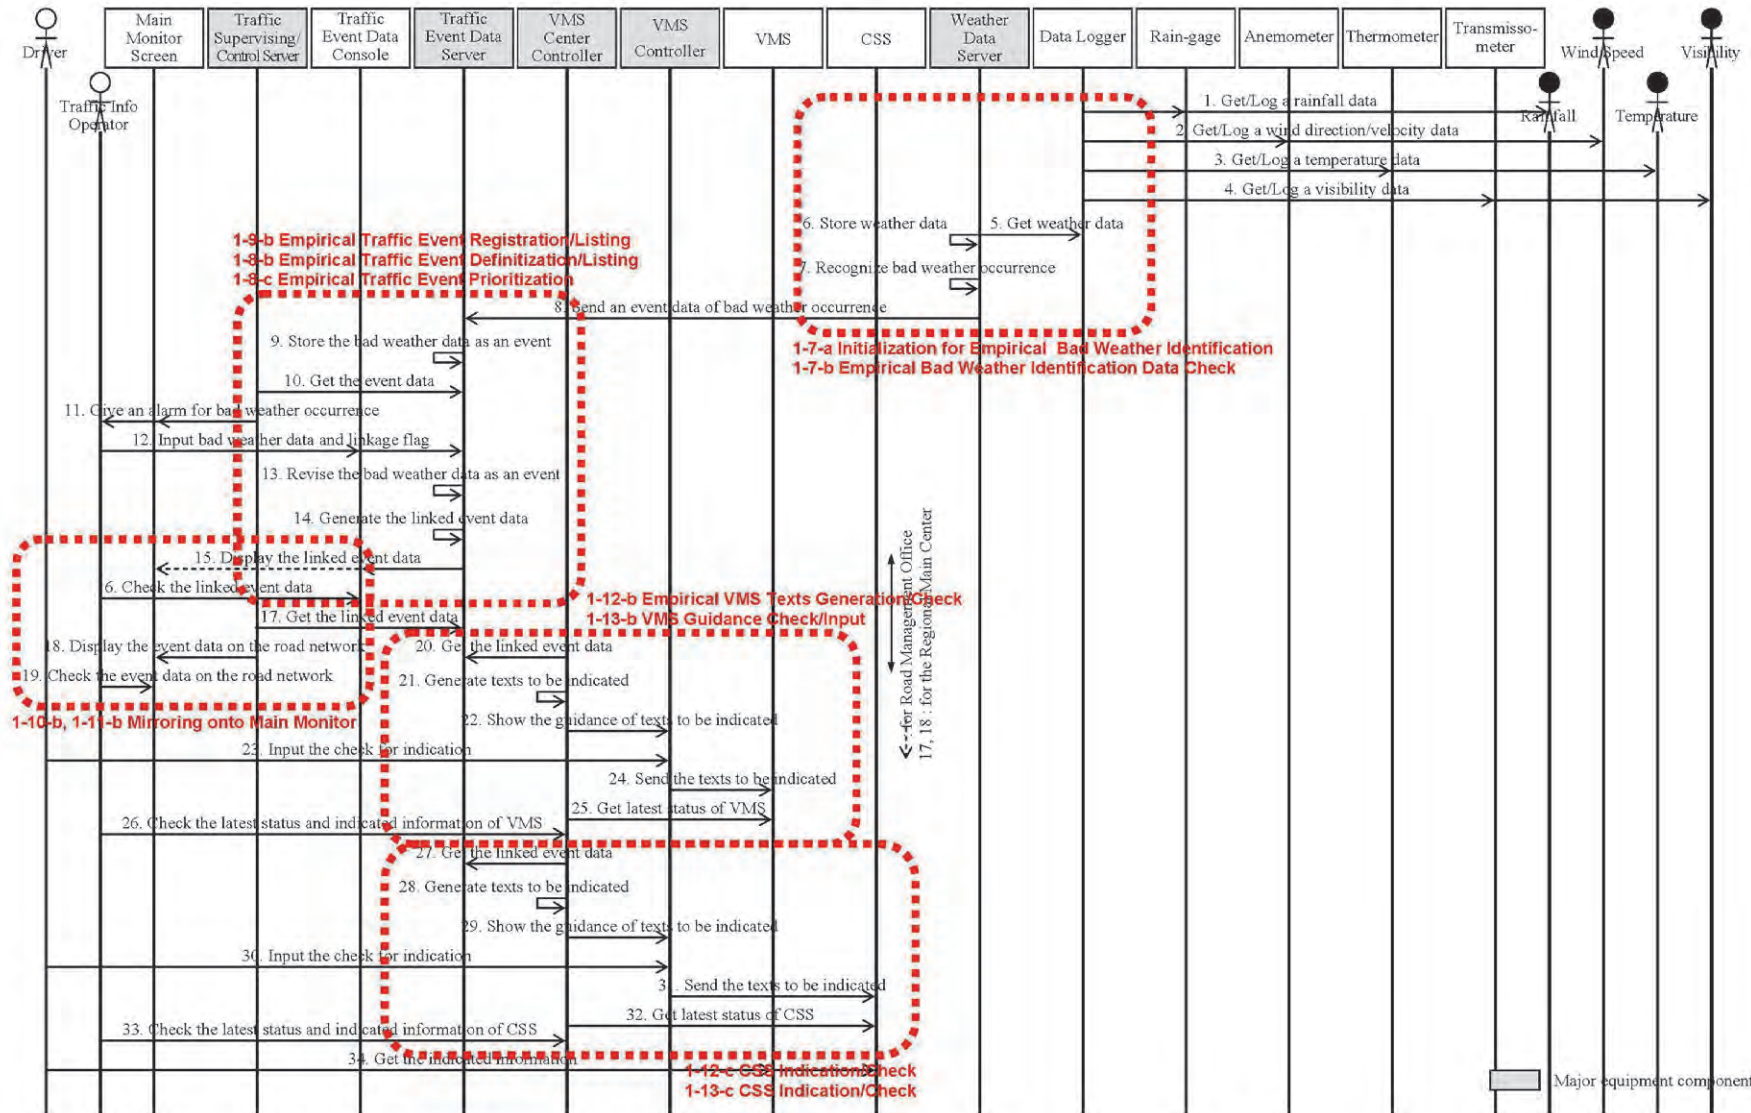 Driver
Main
Monitor
Screen
Traffic
Supervising/
Control Server
Traffic
Event Data
Console
Traffic
Event Data
Server
VMS
Center
Controller
VMS
Controller
VMS
CSS
Weather
Data
Server
Data Logger
Rain-gage
Anemometer
Thermometer
Transmisso-
meter
Wind Speed
Visibility
Traffic Info
Operator
Rainfall
Temperature
1. Get/Log a rainfall data
2. Get/Log a wind direction/velocity data
3. Get/Log a temperature data
4. Get/Log a visibility data
6. Store weather data
5. Get weather data
7. Recognize bad weather occurrence
1-9-b Empirical Traffic Event Registration/Listing
1-8-b Empirical Traffic Event Definitization/Listing
1-8-c Empirical Traffic Event Prioritization
8. Send an event data of bad weather occurrence
9. Store the bad weather data as an event
1-7-a Initialization for Empirical Bad Weather Identification
1-7-b Empirical Bad Weather Identification Data Check
10. Get the event data
11. Give an alarm for bad weather occurrence
12. Input bad weather data and linkage flag
13. Revise the bad weather data as an event
14. Generate the linked event data
15. Display the linked event data
6. Check the linked event data
1-12-b Empirical VMS Texts Generation/Check
1-13-b VMS Guidance Check/Input
17. Get the linked event data
18. Display the event data on the road network
20. Get the linked event data
19. Check the event data on the road network
21. Generate texts to be indicated
1-10-b, 1-11-b Mirroring onto Main Monitor
22. Show the guidance of texts to be indicated
23. Input the check for indication
: for Road Management Office
17, 18 : for the Regional Main Center
24. Send the texts to be indicated
25. Get latest status of VMS
26. Check the latest status and indicated information of VMS
27. Get the linked event data
28. Generate texts to be indicated
29. Show the guidance of texts to be indicated
30. Input the check for indication
31. Send the texts to be indicated
32. Get latest status of CSS
33. Check the latest status and indicated information of CSS
34. Get the indicated information
1-12-c CSS Indication/Check
1-13-c CSS Indication/Check
Major equipment component